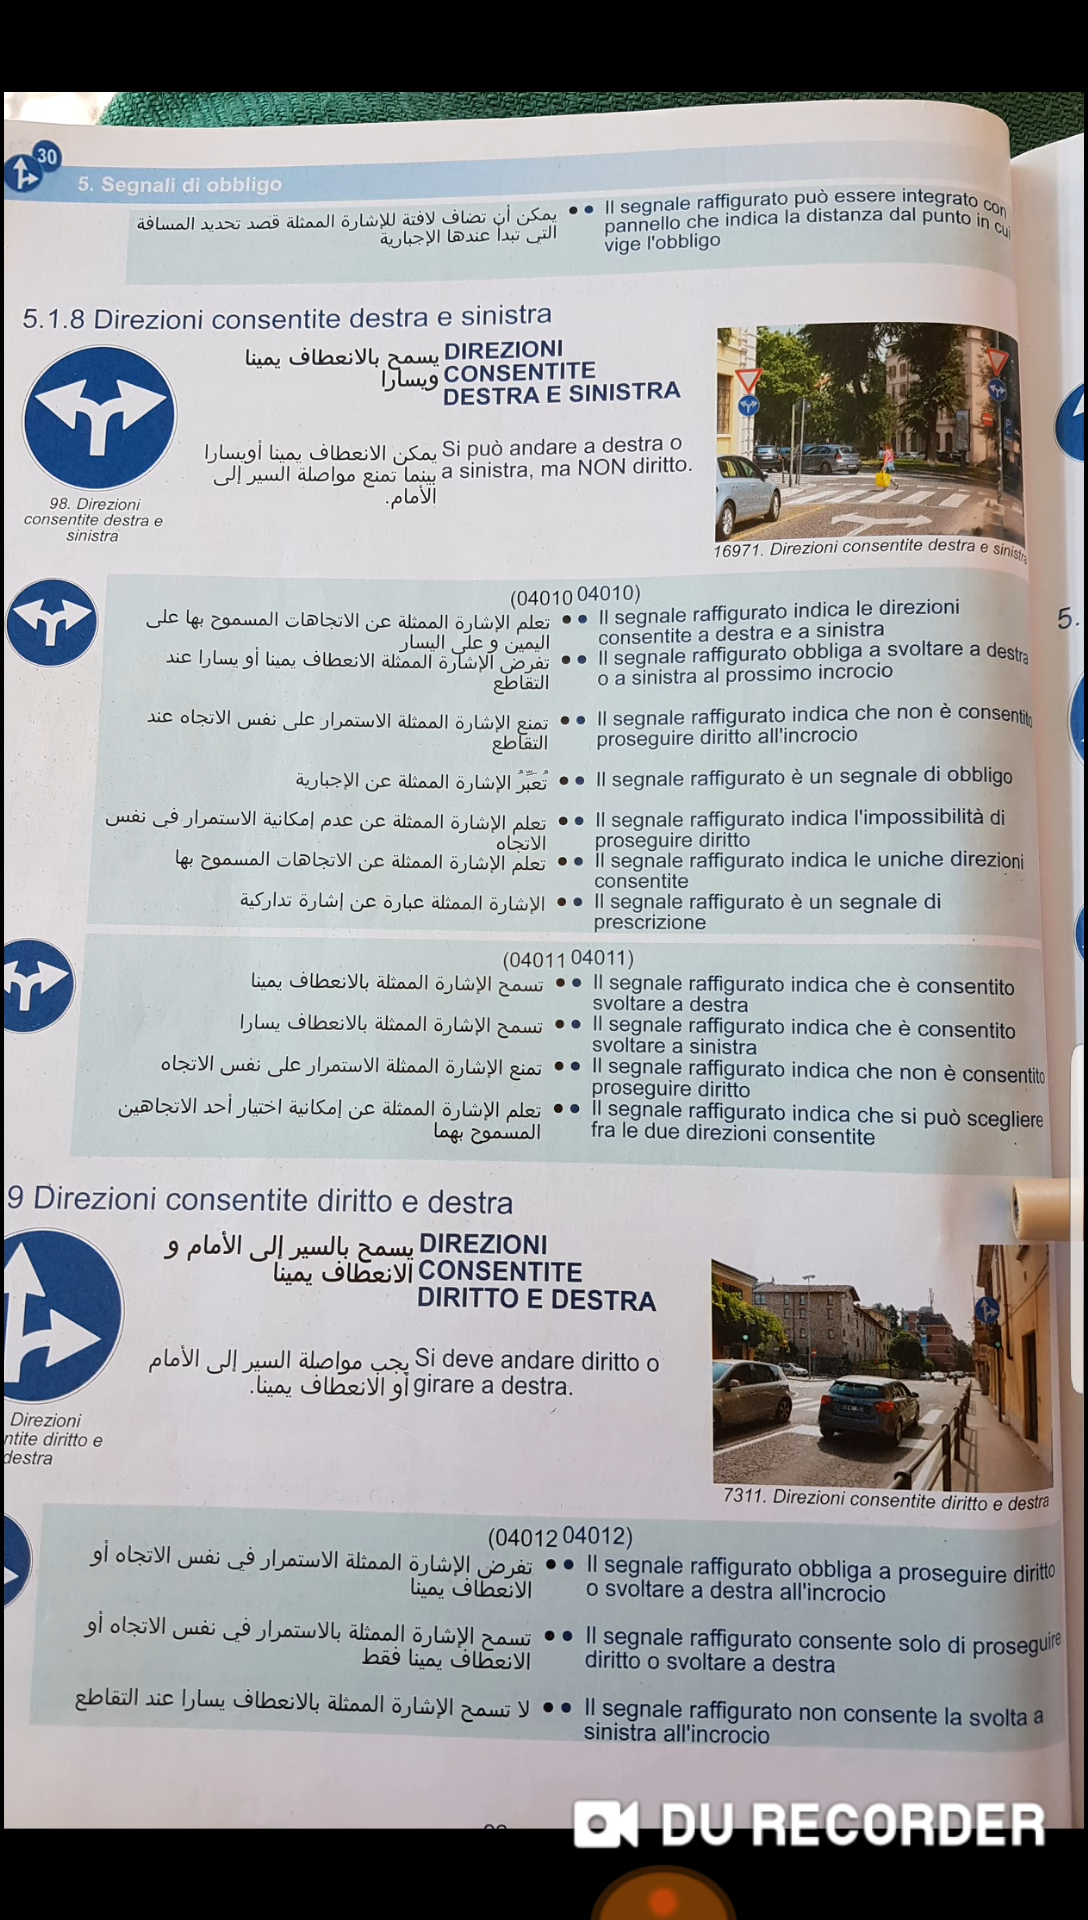 30
5. Segnali di obbligo
يمكن أن تضاف لافتة للإشارة الممثلة قصد تحديد المسافة
التي تبدأ عندها الإجبارية
Il segnale raffigurato può essere integrato con
pannello che indica la distanza dal punto in cui
vige l'obbligo
5.1.8 Direzioni consentite destra e sinistra
يسمح بالانعطاف يمينا
ويسارا
DIREZIONI
CONSENTITE
DESTRA E SINISTRA
يمكن الانعطاف يمينا أويسارا
بينما تمنع مواصلة السير إلى
الأمام.
Si può andare a destra o
a sinistra, ma NON diritto.
98. Direzioni
consentite destra e
sinistra
16971. Direzioni consentite destra e sinistra
(04010 04010)
تعلم الإشارة الممثلة عن الاتجاهات المسموح بها على
اليمين و على اليسار
• • Il segnale raffigurato indica le direzioni
consentite a destra e a sinistra
تفرض الإشارة الممثلة الانعطاف يمينا أو يسارا عند
التقاطع
• • Il segnale raffigurato obbliga a svoltare a destra
o a sinistra al prossimo incrocio
تمنع الإشارة الممثلة الاستمرار على نفس الاتجاه عند
التقاطع
• • Il segnale raffigurato indica che non è consentito
proseguire diritto all'incrocio
تُعَبِّرُ الإشارة الممثلة عن الإجبارية
• • Il segnale raffigurato è un segnale di obbligo
تعلم الإشارة الممثلة عن عدم إمكانية الاستمرار في نفس
الاتجاه
• • Il segnale raffigurato indica l'impossibilità di
proseguire diritto
تعلم الإشارة الممثلة عن الاتجاهات المسموح بها
• • Il segnale raffigurato indica le uniche direzioni
consentite
الإشارة الممثلة عبارة عن إشارة تداركية
• • Il segnale raffigurato è un segnale di
prescrizione
(04011 04011)
تسمح الإشارة الممثلة بالانعطاف يمينا
• • Il segnale raffigurato indica che è consentito
svoltare a destra
تسمح الإشارة الممثلة بالانعطاف يسارا
• • Il segnale raffigurato indica che è consentito
svoltare a sinistra
تمنع الإشارة الممثلة الاستمرار على نفس الاتجاه
• • Il segnale raffigurato indica che non è consentito
proseguire diritto
تعلم الإشارة الممثلة عن إمكانية اختيار أحد الاتجاهين
المسموح بهما
• • Il segnale raffigurato indica che si può scegliere
fra le due direzioni consentite
9 Direzioni consentite diritto e destra
يسمح بالسير إلى الأمام و
الانعطاف يمينا
DIREZIONI
CONSENTITE
DIRITTO E DESTRA
يجب مواصلة السير إلى الأمام
أو الانعطاف يمينا.
Si deve andare diritto o
girare a destra.
Direzioni
ntite diritto e
destra
7311. Direzioni consentite diritto e destra
(04012 04012)
تفرض الإشارة الممثلة الاستمرار في نفس الاتجاه أو
الانعطاف يمينا
• • Il segnale raffigurato obbliga a proseguire diritto
o svoltare a destra all'incrocio
تسمح الإشارة الممثلة بالاستمرار في نفس الاتجاه أو
الانعطاف يمينا فقط
• • Il segnale raffigurato consente solo di proseguire
diritto o svoltare a destra
لا تسمح الإشارة الممثلة بالانعطاف يسارا عند التقاطع
• • Il segnale raffigurato non consente la svolta a
sinistra all'incrocio
5.
DU RECORDER